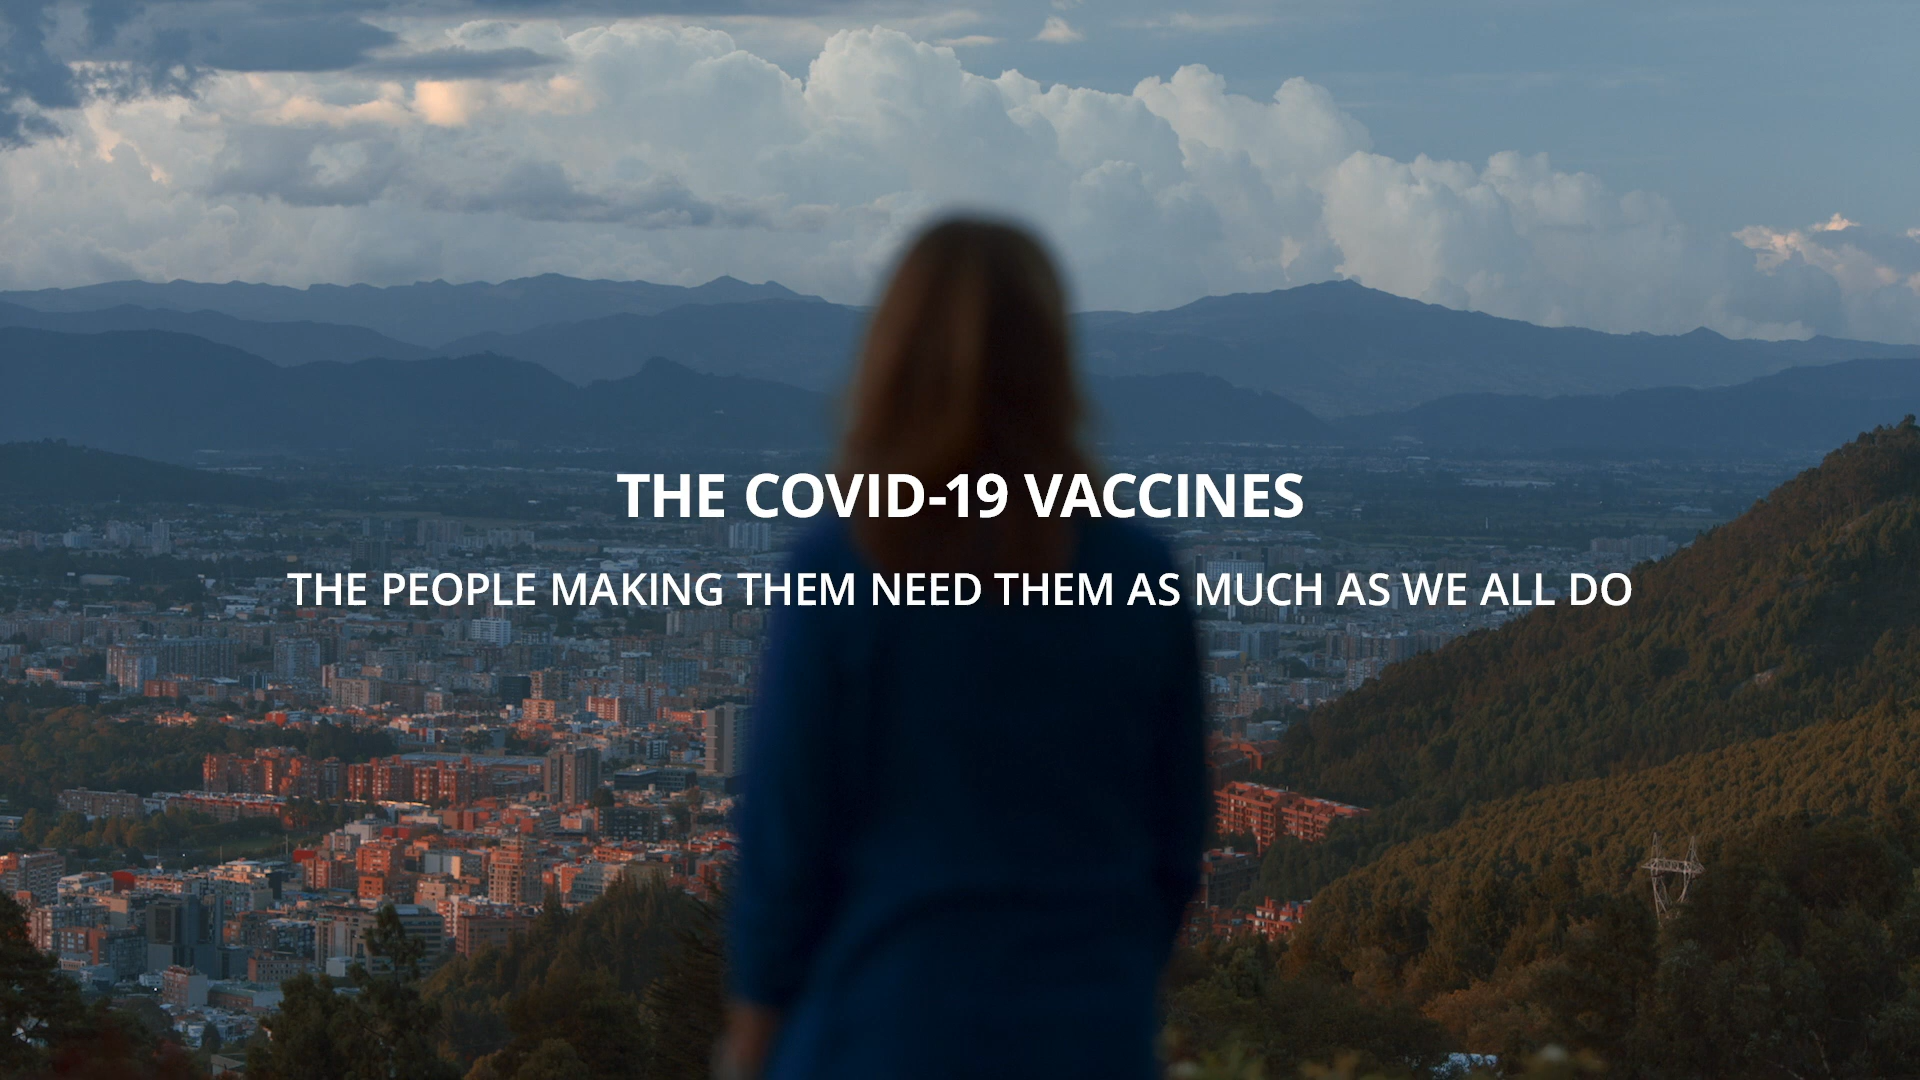 THE COVID-19 VACCINES
THE PEOPLE MAKING THEM NEED THEM AS MUCH AS WE ALL DO